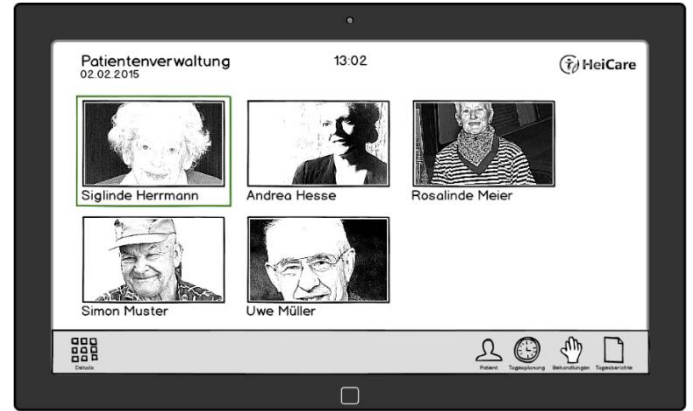 Patientenverwaltung
02.02.2015
13:02
HeiCare
Siglinde Herrmann
Andrea Hesse
Rosalinde Meier
Simon Muster
Uwe Müller
Details
Patient
Tagesplanung
Behandlungen
Tagesberichte